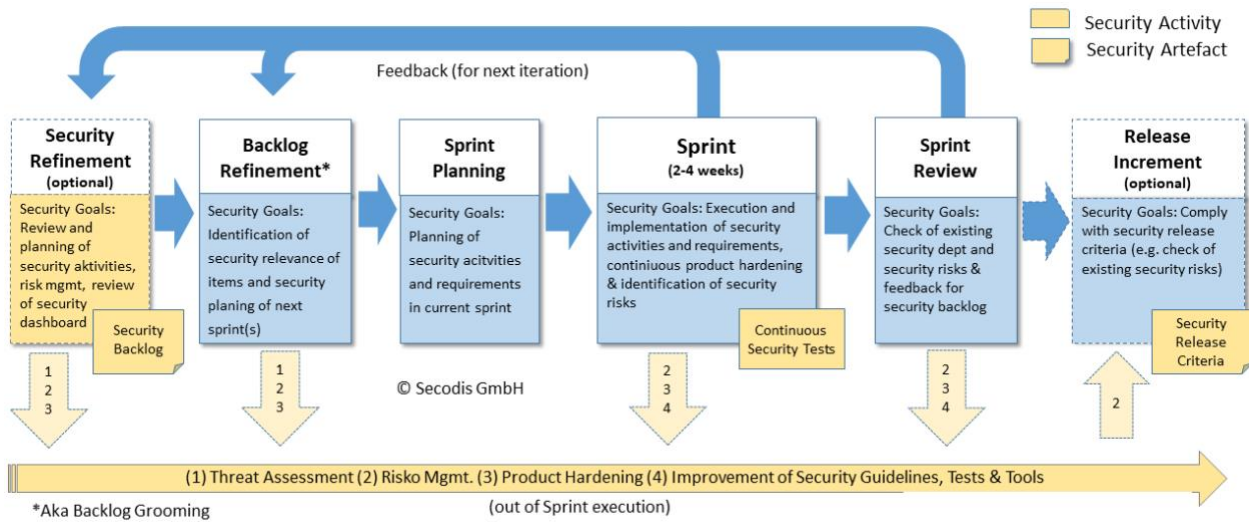 Security Activity
Security Artefact
Feedback (for next iteration)
Security
Refinement
(optional)
Security Goals:
Review and
planning of
security aktivities,
risk mgmt, review
of security
dashboard
Security
Backlog
Backlog
Refinement*
Security Goals:
Identification of
security relevance of
items and security
planing of next
sprint(s)
Sprint
Planning
Security Goals:
Planning of
security acitvities
and requirements
in current sprint
Sprint
(2-4 weeks)
Security Goals: Execution and
implementation of security
activities and requirements,
continiuous product hardening
& identification of security
risks
Continuous
Security Tests
Sprint
Review
Security Goals:
Check of existing
security dept and
security risks &
feedback for
security backlog
Release
Increment
(optional)
Security Goals: Comply
with security release
criteria (e.g. check of
existing security risks)
Security
Release
Criteria
1
2
3
1
2
3
© Secodis GmbH
2
3
4
2
3
4
2
(1) Threat Assessment (2) Risko Mgmt. (3) Product Hardening (4) Improvement of Security Guidelines, Tests & Tools
*Aka Backlog Grooming
(out of Sprint execution)